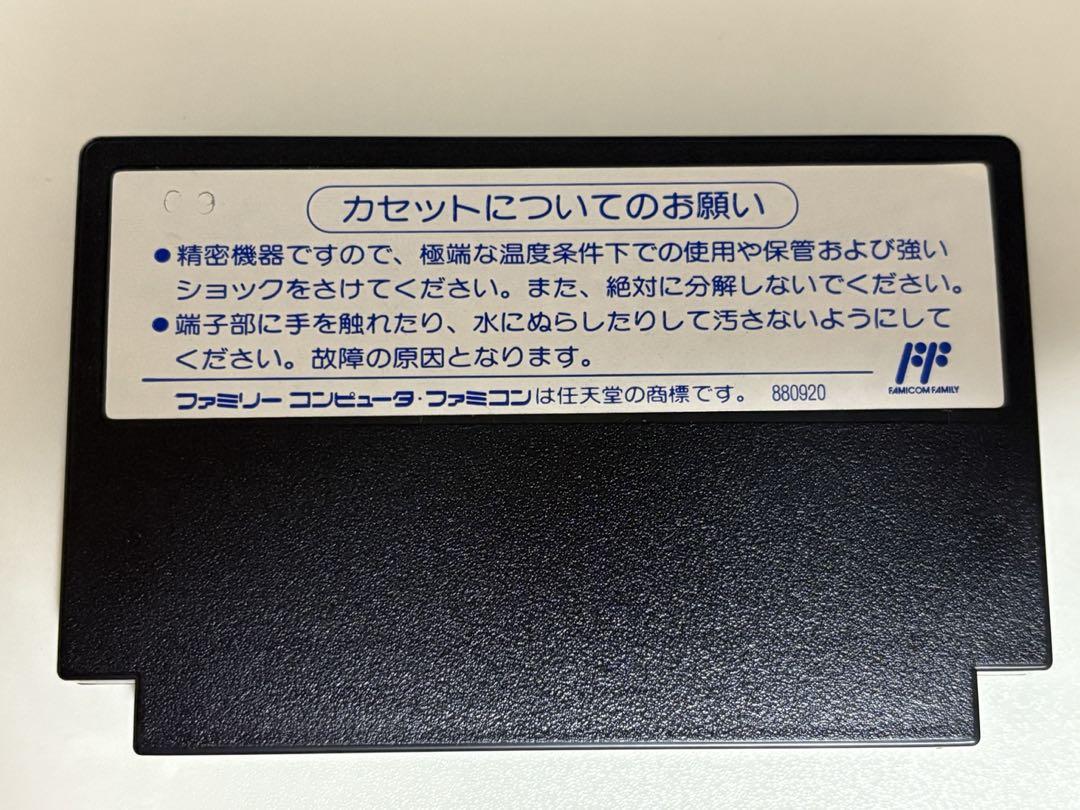 カセットについてのお願い
●精密機器ですので、極端な温度条件下での使用や保管および強い
ショックをさけてください。また、絶対に分解しないでください。
●端子部に手を触れたり、水にぬらしたりして汚さないようにして
ください。故障の原因となります。
FAMICOM FAMILY
ファミリー コンピュータ・ファミコンは任天堂の商標です。 880920